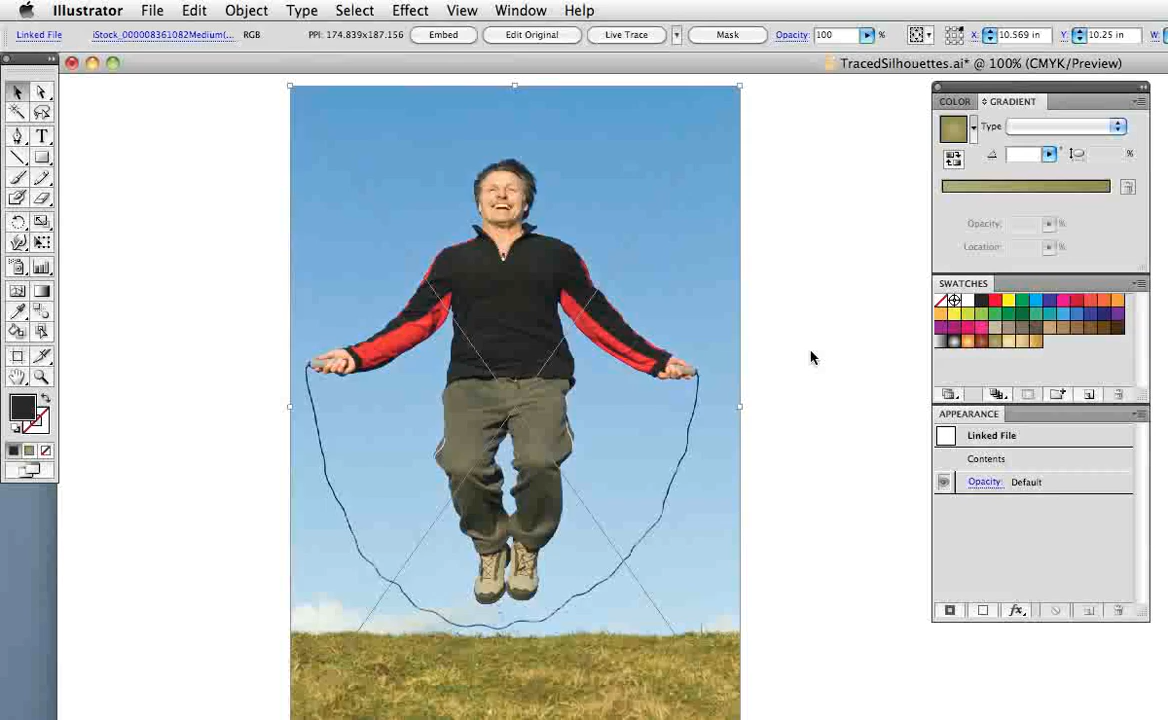 Illustrator File Edit Object Type Select Effect View Window Help
Linked File iStock_000008361082Medium(... RGB PPI: 174.839x187.156 Embed Edit Original Live Trace Mask Opacity: 100 % X: 10.569 in Y: 10.25 in W:
TracedSilhouettes.ai* @ 100% (CMYK/Preview)
COLOR GRADIENT
Type
° %
Opacity: %
Location: %
SWATCHES
APPEARANCE
Linked File
Contents
Opacity: Default
fx